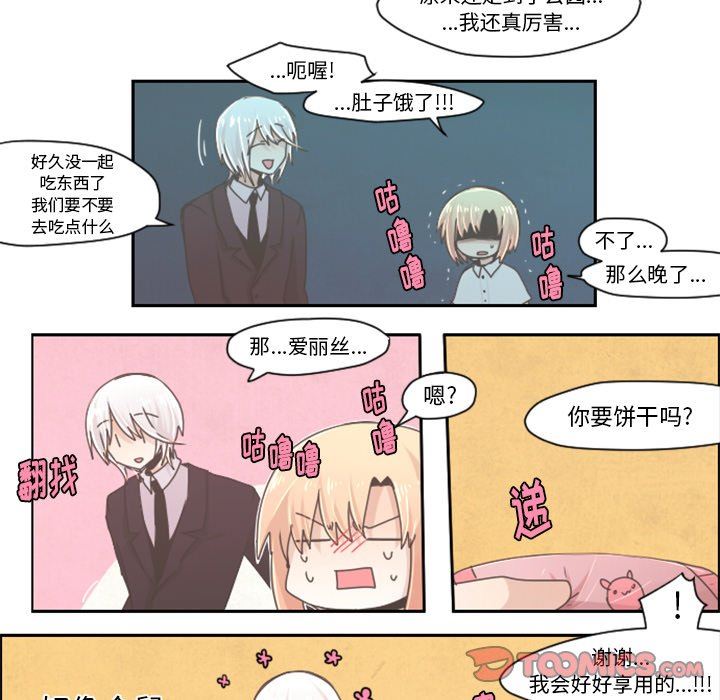 ...我还真厉害...
...呃喔!
...肚子饿了!!!
好久没一起
吃东西了
我们要不要
去吃点什么
咕噜噜
咕噜
不了...
那么晚了...
那...爱丽丝...
嗯?
咕噜
咕噜噜
翻找
你要饼干吗?
递
!
谢谢...
我会好好享用的...!!!
TOOMICS.COM